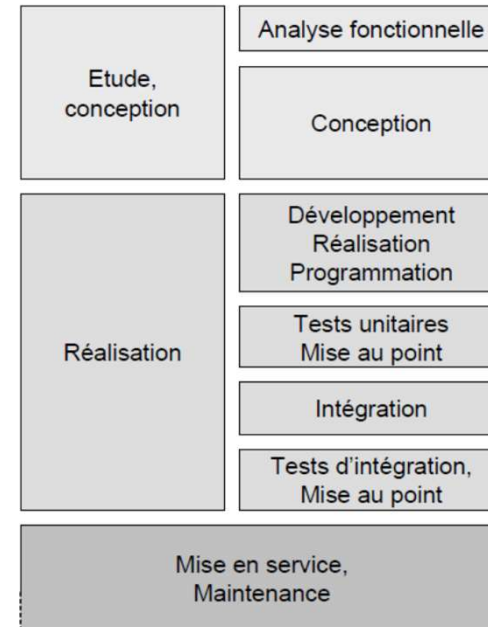 Etude,
conception
Analyse fonctionnelle
Conception
Réalisation
Développement
Réalisation
Programmation
Tests unitaires
Mise au point
Intégration
Tests d'intégration,
Mise au point
Mise en service,
Maintenance